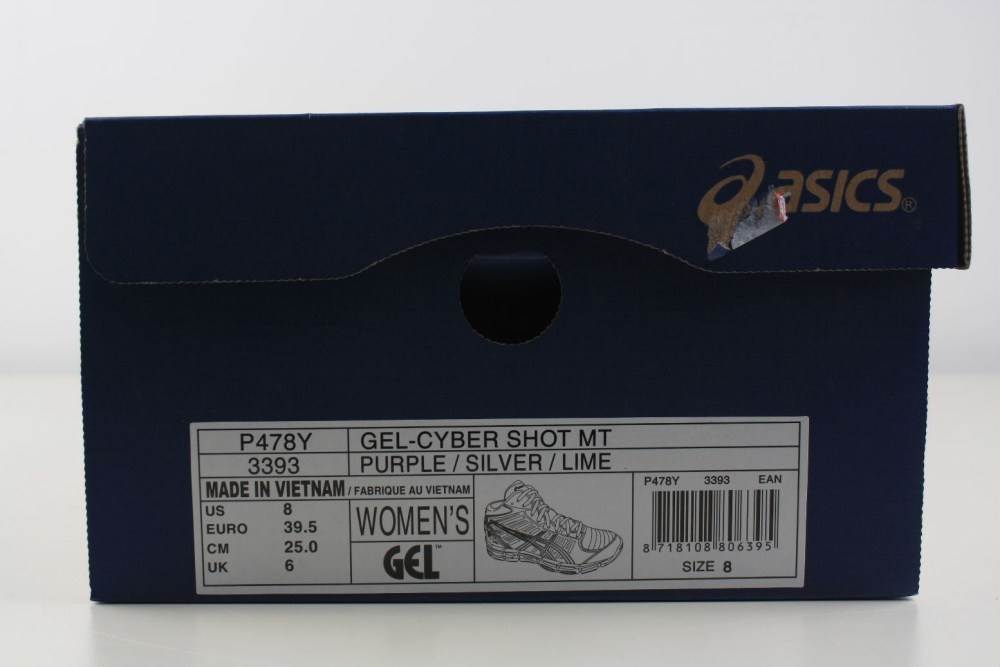 asics®
P478Y GEL-CYBER SHOT MT
3393 PURPLE / SILVER / LIME
MADE IN VIETNAM / FABRIQUE AU VIETNAM
US 8
EURO 39.5
CM 25.0
UK 6
WOMEN'S
GEL™
P478Y 3393 EAN
8 718108 806395
SIZE 8